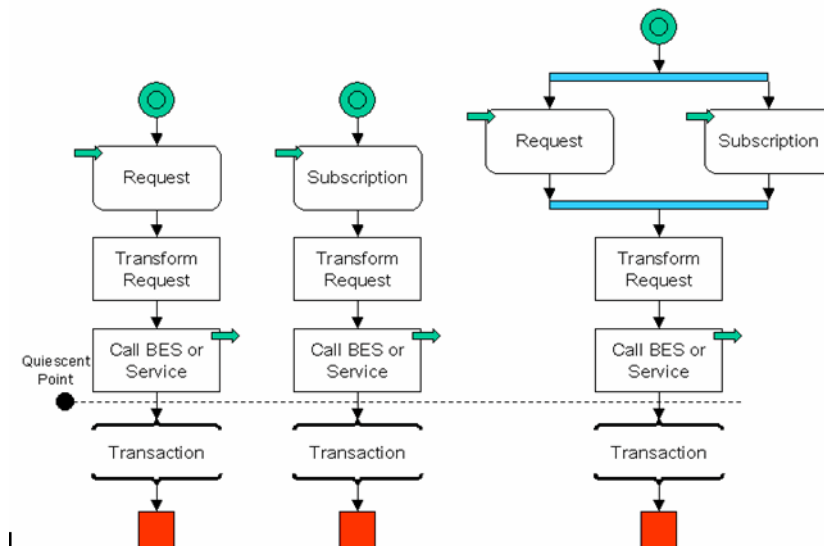 Request
Subscription
Request
Subscription
Transform
Request
Transform
Request
Transform
Request
Call BES or
Service
Call BES or
Service
Call BES or
Service
Quiescent
Point
Transaction
Transaction
Transaction